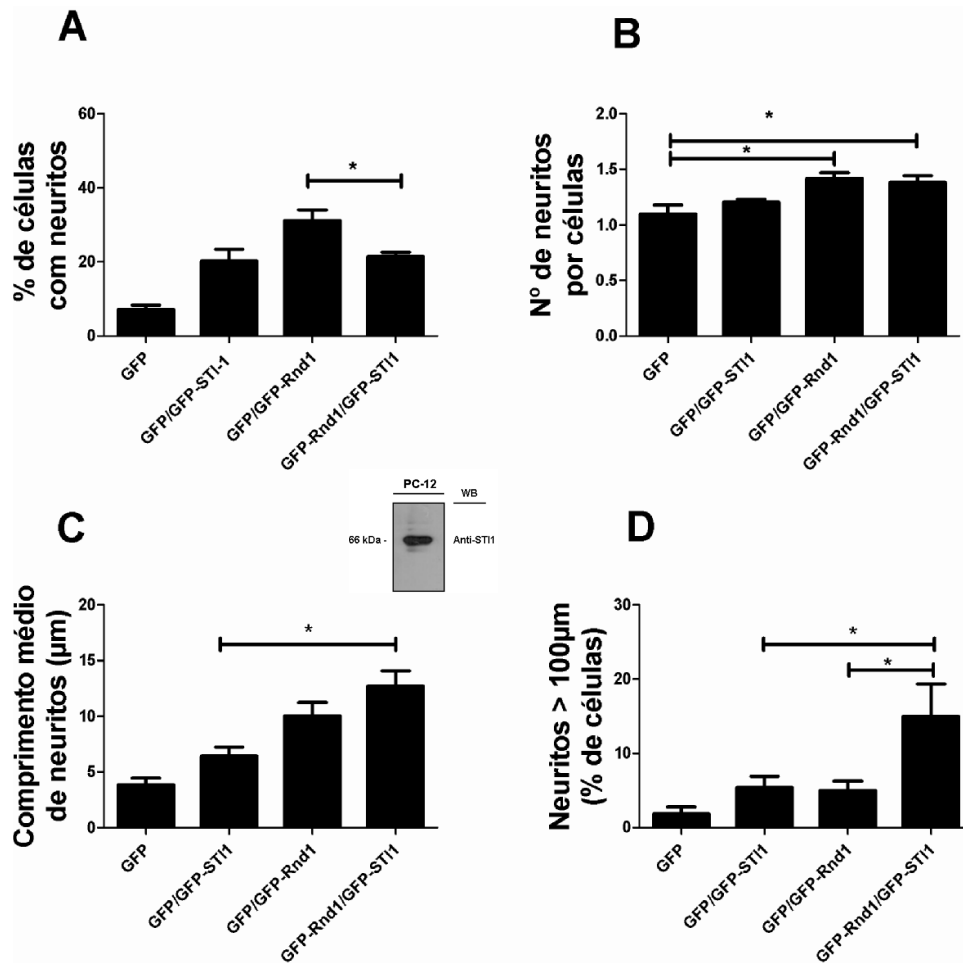 A
% de células
com neuritos
60
40
20
0
*
GFP
GFP/GFP-STI-1
GFP/GFP-Rnd1
GFP-Rnd1/GFP-STI1
B
Nº de neuritos
por células
2.0
1.5
1.0
0.5
0.0
*
*
GFP
GFP/GFP-STI1
GFP/GFP-Rnd1
GFP-Rnd1/GFP-STI1
C
PC-12
WB
66 kDa -
Anti-STI1
Comprimento médio
de neuritos (µm)
20
15
10
5
0
*
GFP
GFP/GFP-STI1
GFP/GFP-Rnd1
GFP-Rnd1/GFP-STI1
D
Neuritos > 100µm
(% de células)
30
20
10
0
*
*
GFP
GFP/GFP-STI1
GFP/GFP-Rnd1
GFP-Rnd1/GFP-STI1